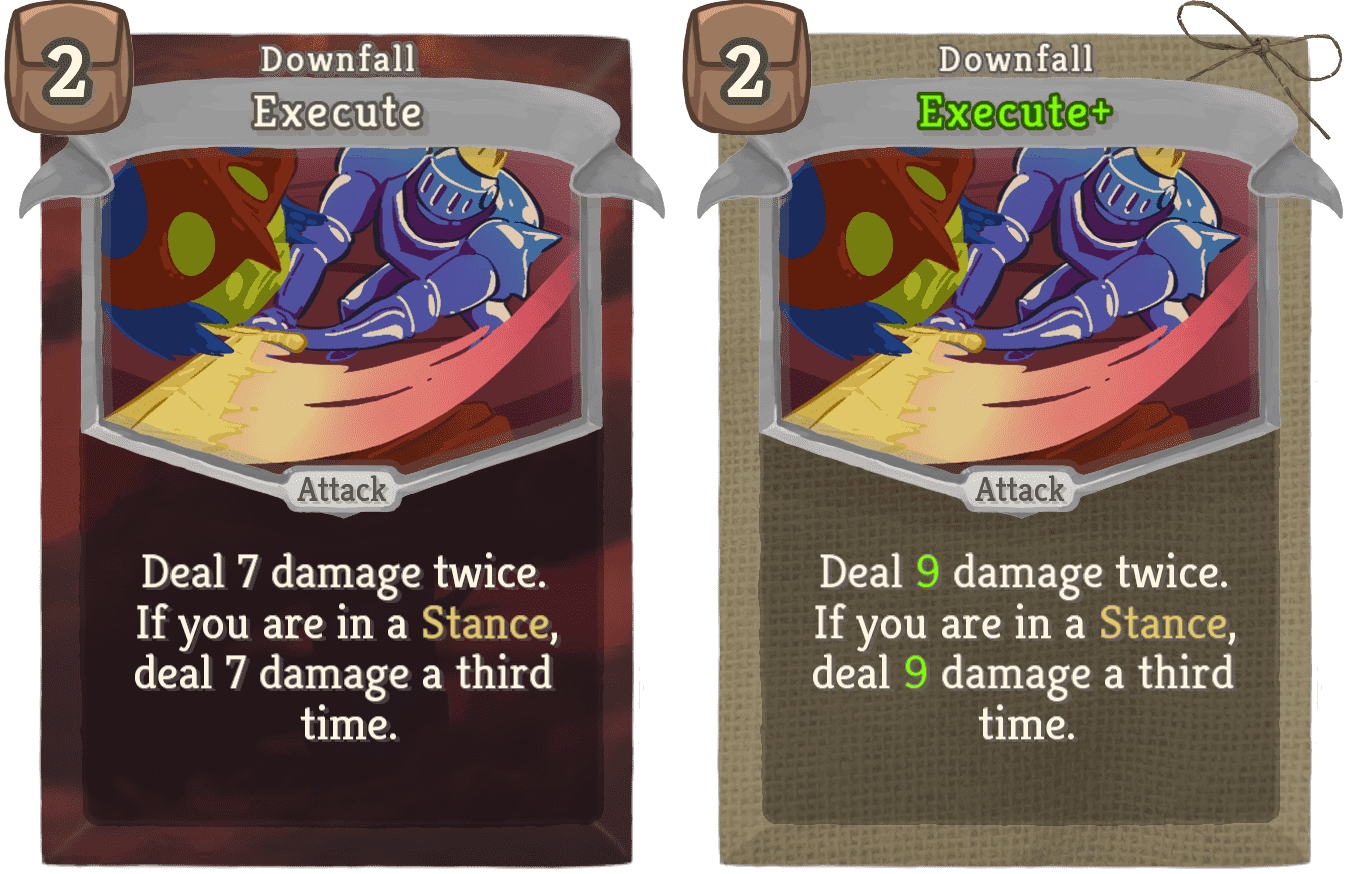 2
Downfall
Execute
Attack
Deal 7 damage twice.
If you are in a Stance,
deal 7 damage a third
time.
2
Downfall
Execute+
Attack
Deal 9 damage twice.
If you are in a Stance,
deal 9 damage a third
time.